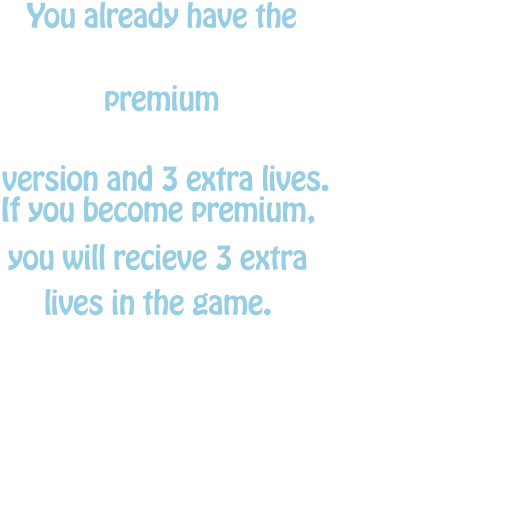 You already have the
premium
version and 3 extra lives.
If you become premium,
you will recieve 3 extra
lives in the game.